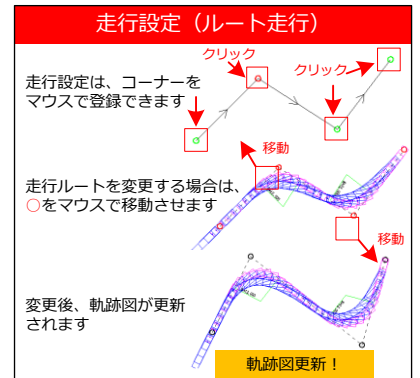 走行設定（ルート走行）
クリック
クリック
走行設定は、コーナーを
マウスで登録できます
移動
走行ルートを変更する場合は、
○をマウスで移動させます
移動
変更後、軌跡図が更新
されます
軌跡図更新！